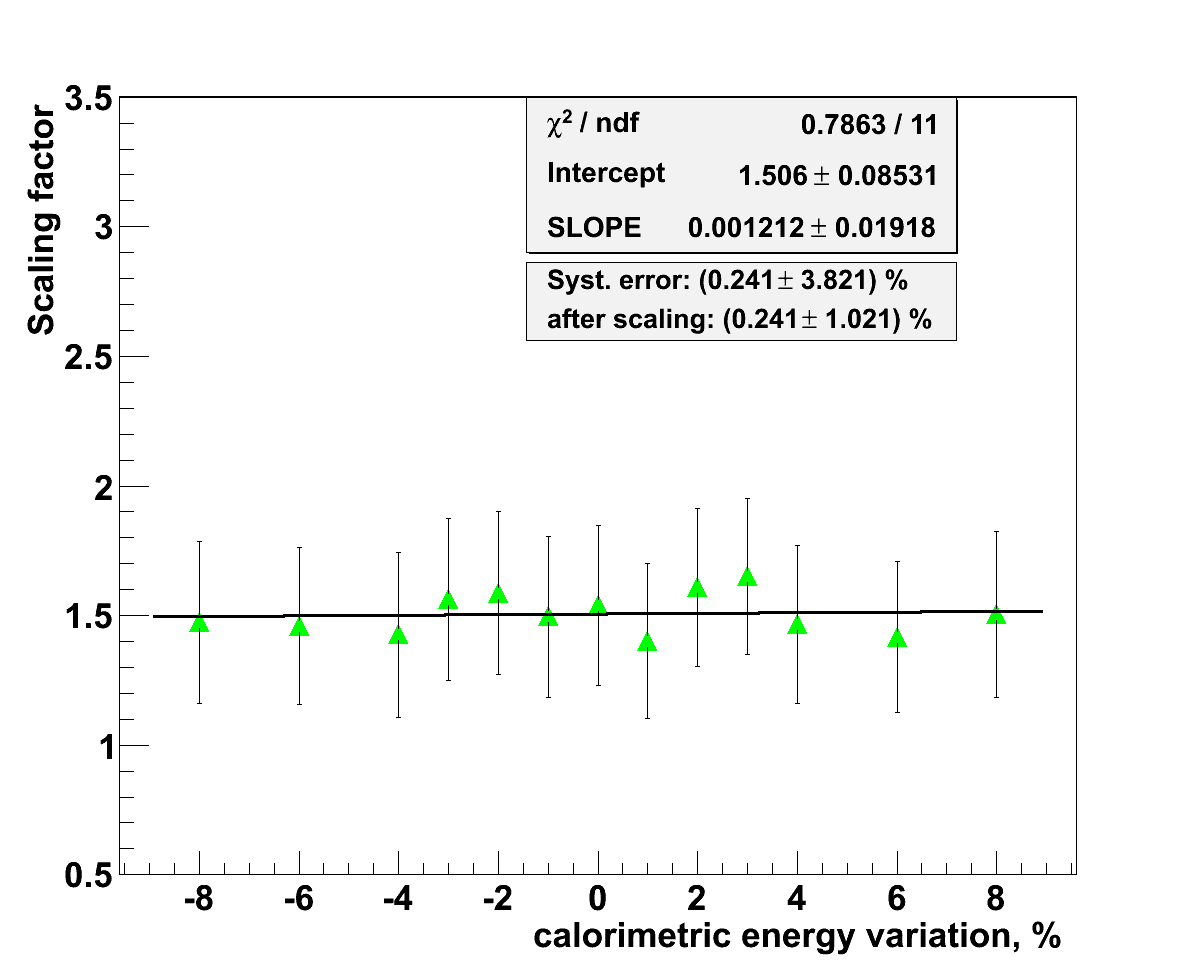 3.5
3
2.5
2
1.5
1
0.5
Scaling factor
χ² / ndf 0.7863 / 11
Intercept 1.506 ± 0.08531
SLOPE 0.001212 ± 0.01918
Syst. error: (0.241± 3.821) %
after scaling: (0.241± 1.021) %
-8 -6 -4 -2 0 2 4 6 8
calorimetric energy variation, %